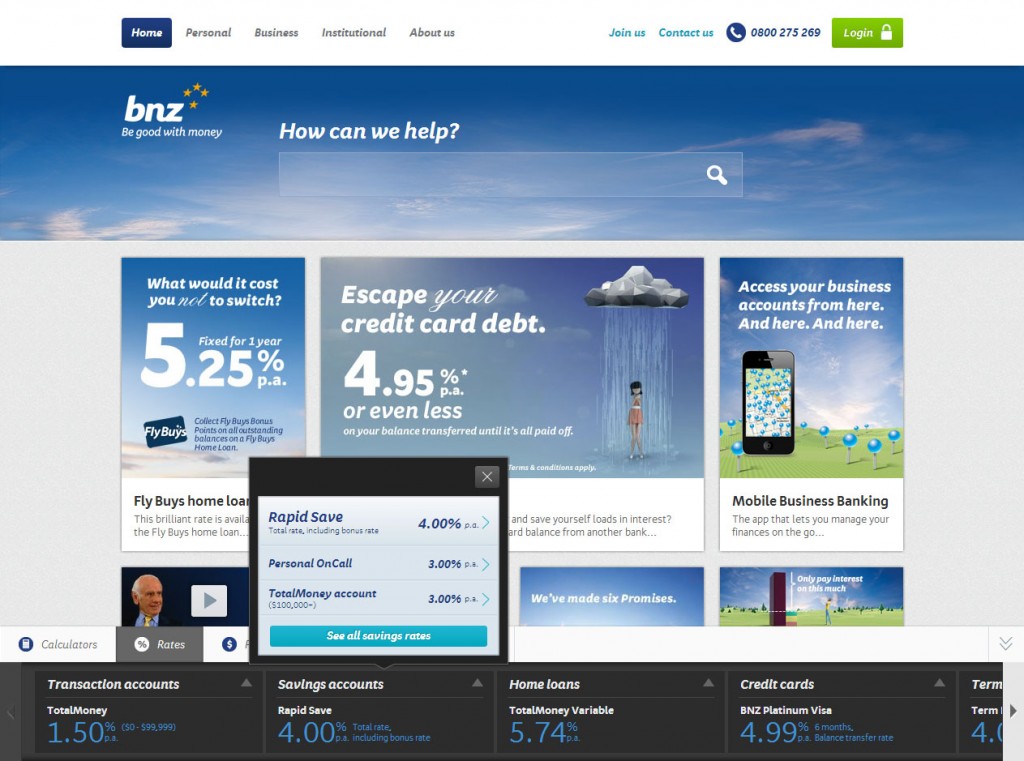 Home
Personal
Business
Institutional
About us
Join us
Contact us
0800 275 269
Login
bnz
Be good with money
How can we help?
What would it cost
you not to switch?
Fixed for 1 year
5.25%
p.a.
Fly Buys
Collect Fly Buys Bonus
Points on all outstanding
balances on a Fly Buys
Home Loan.
Fly Buys home loan
This brilliant rate is availa
the Fly Buys home loan...
Escape your
credit card debt.
4.95%*
p.a.
or even less
on your balance transferred until it's all paid off.
Terms & conditions apply.
and save yourself loads in interest?
ard balance from another bank...
Access your business
accounts from here.
And here. And here.
Mobile Business Banking
The app that lets you manage your
finances on the go...
Rapid Save
Total rate, including bonus rate
4.00% p.a.
Personal OnCall
3.00% p.a.
TotalMoney account
($100,000+)
3.00% p.a.
See all savings rates
We've made six Promises.
Only pay interest
on this much
Calculators
Rates
Transaction accounts
TotalMoney
1.50%
p.a.
($0 - $99,999)
Savings accounts
Rapid Save
4.00%
p.a.
Total rate,
including bonus rate
Home loans
TotalMoney Variable
5.74%
p.a.
Credit cards
BNZ Platinum Visa
4.99%
p.a.
6 months,
Balance transfer rate
Term
Term
4.0